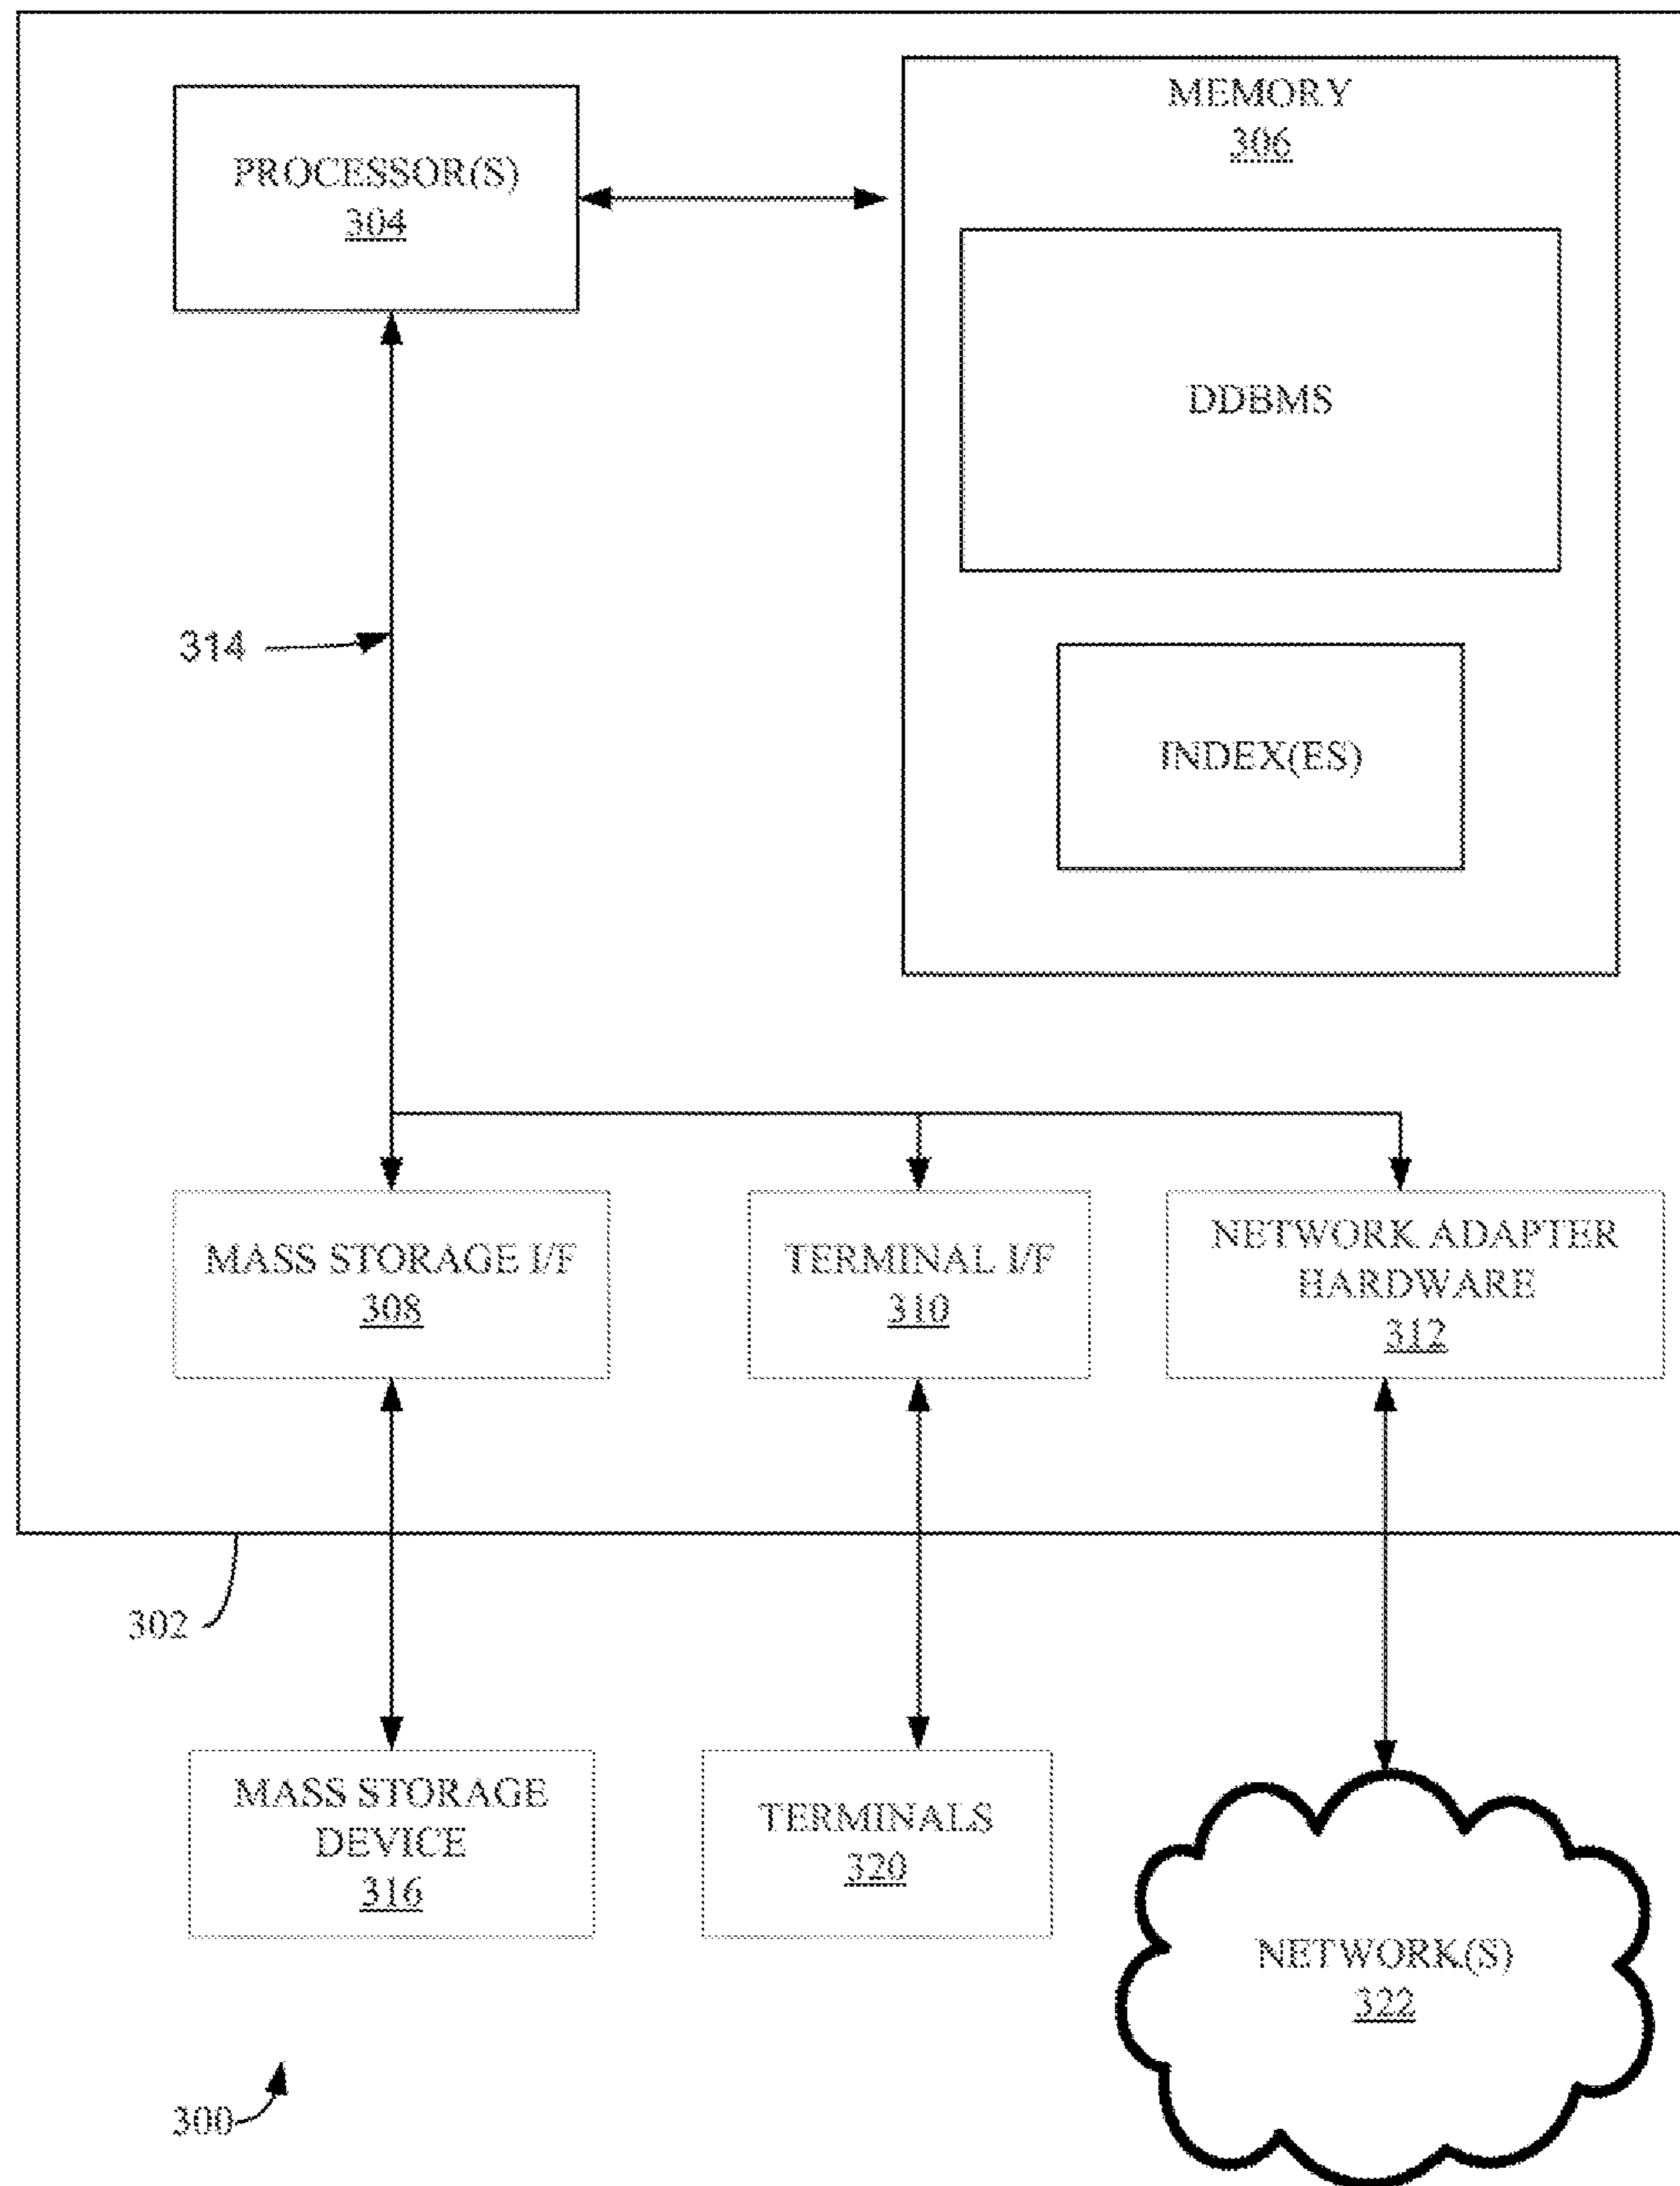 MEMORY
306
PROCESSOR(S)
304
DDBMS
314
INDEX(ES)
MASS STORAGE I/F
308
TERMINAL I/F
310
NETWORK ADAPTER
HARDWARE
312
302
MASS STORAGE
DEVICE
316
TERMINALS
320
NETWORK(S)
322
300